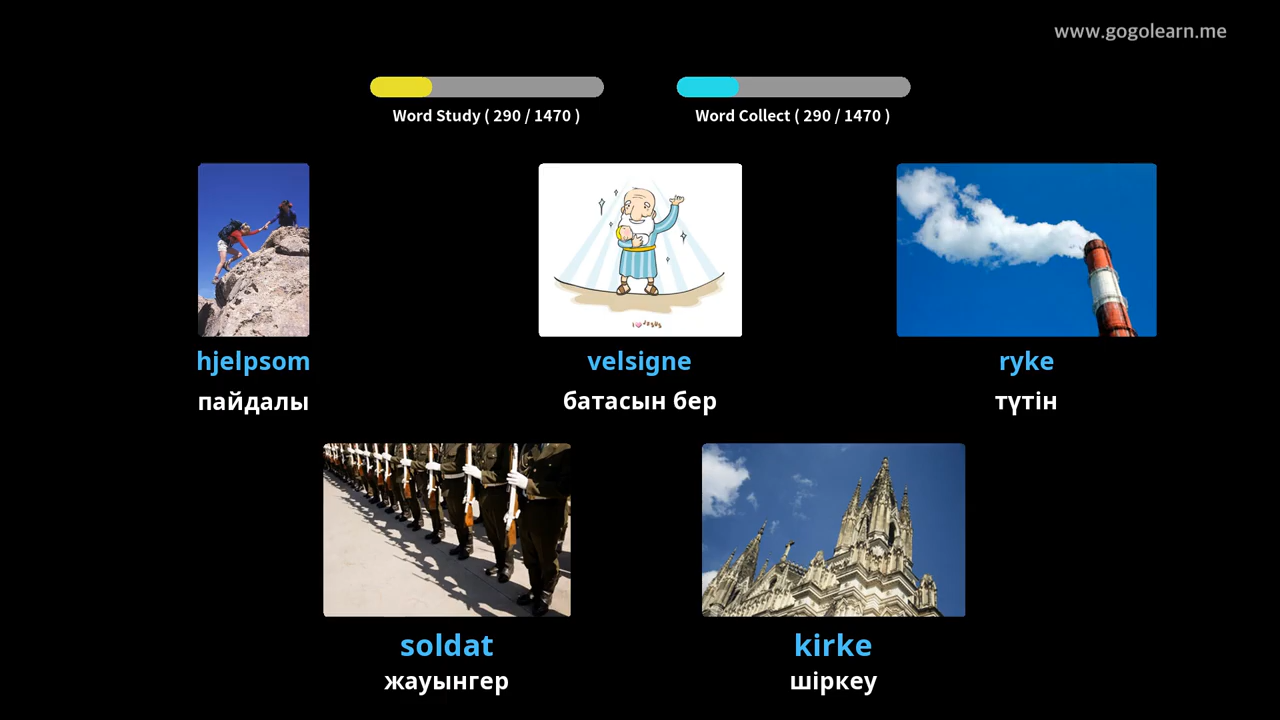 www.gogolearn.me
Word Study ( 290 / 1470 )
Word Collect ( 290 / 1470 )
I ❤ JESUS
hjelpsom
velsigne
ryke
пайдалы
батасын бер
түтін
soldat
kirke
жауынгер
шіркеу